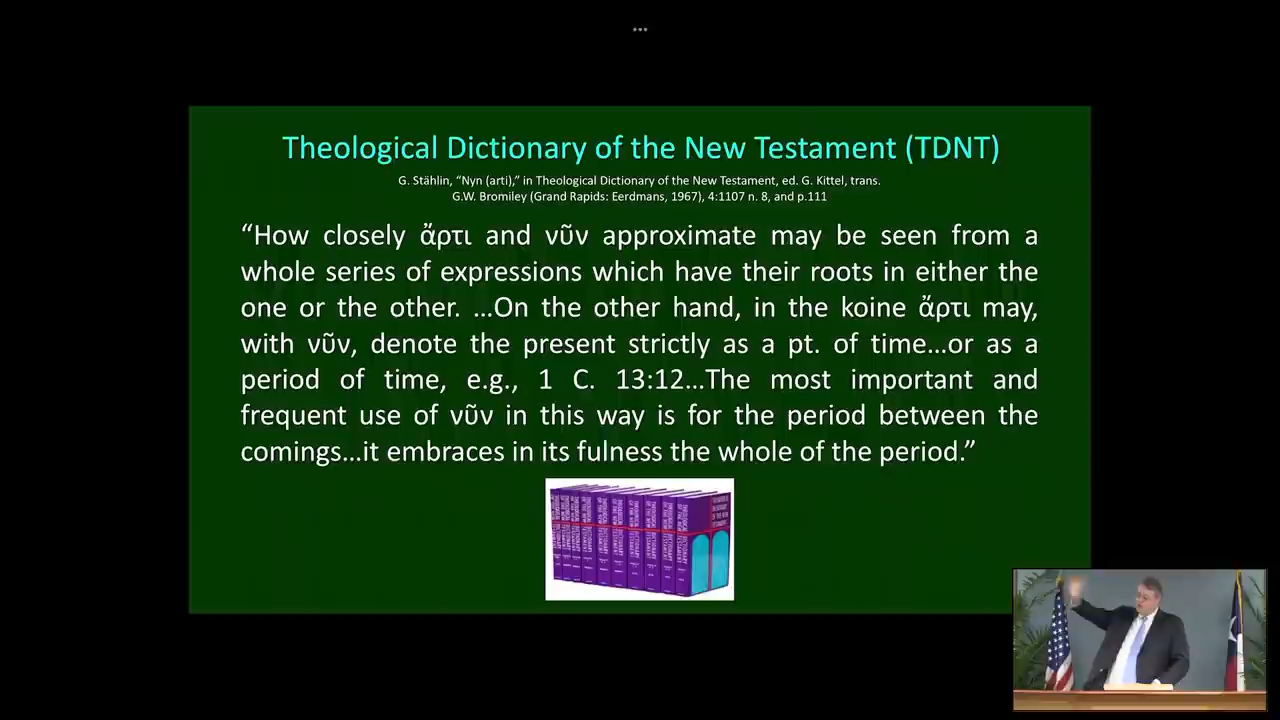 Theological Dictionary of the New Testament (TDNT)
G. Stählin, “Nyn (arti),” in Theological Dictionary of the New Testament, ed. G. Kittel, trans.
G.W. Bromiley (Grand Rapids: Eerdmans, 1967), 4:1107 n. 8, and p.111
“How closely ἄρτι and νῦν approximate may be seen from a
whole series of expressions which have their roots in either the
one or the other. ...On the other hand, in the koine ἄρτι may,
with νῦν, denote the present strictly as a pt. of time...or as a
period of time, e.g., 1 C. 13:12...The most important and
frequent use of νῦν in this way is for the period between the
comings...it embraces in its fulness the whole of the period.”